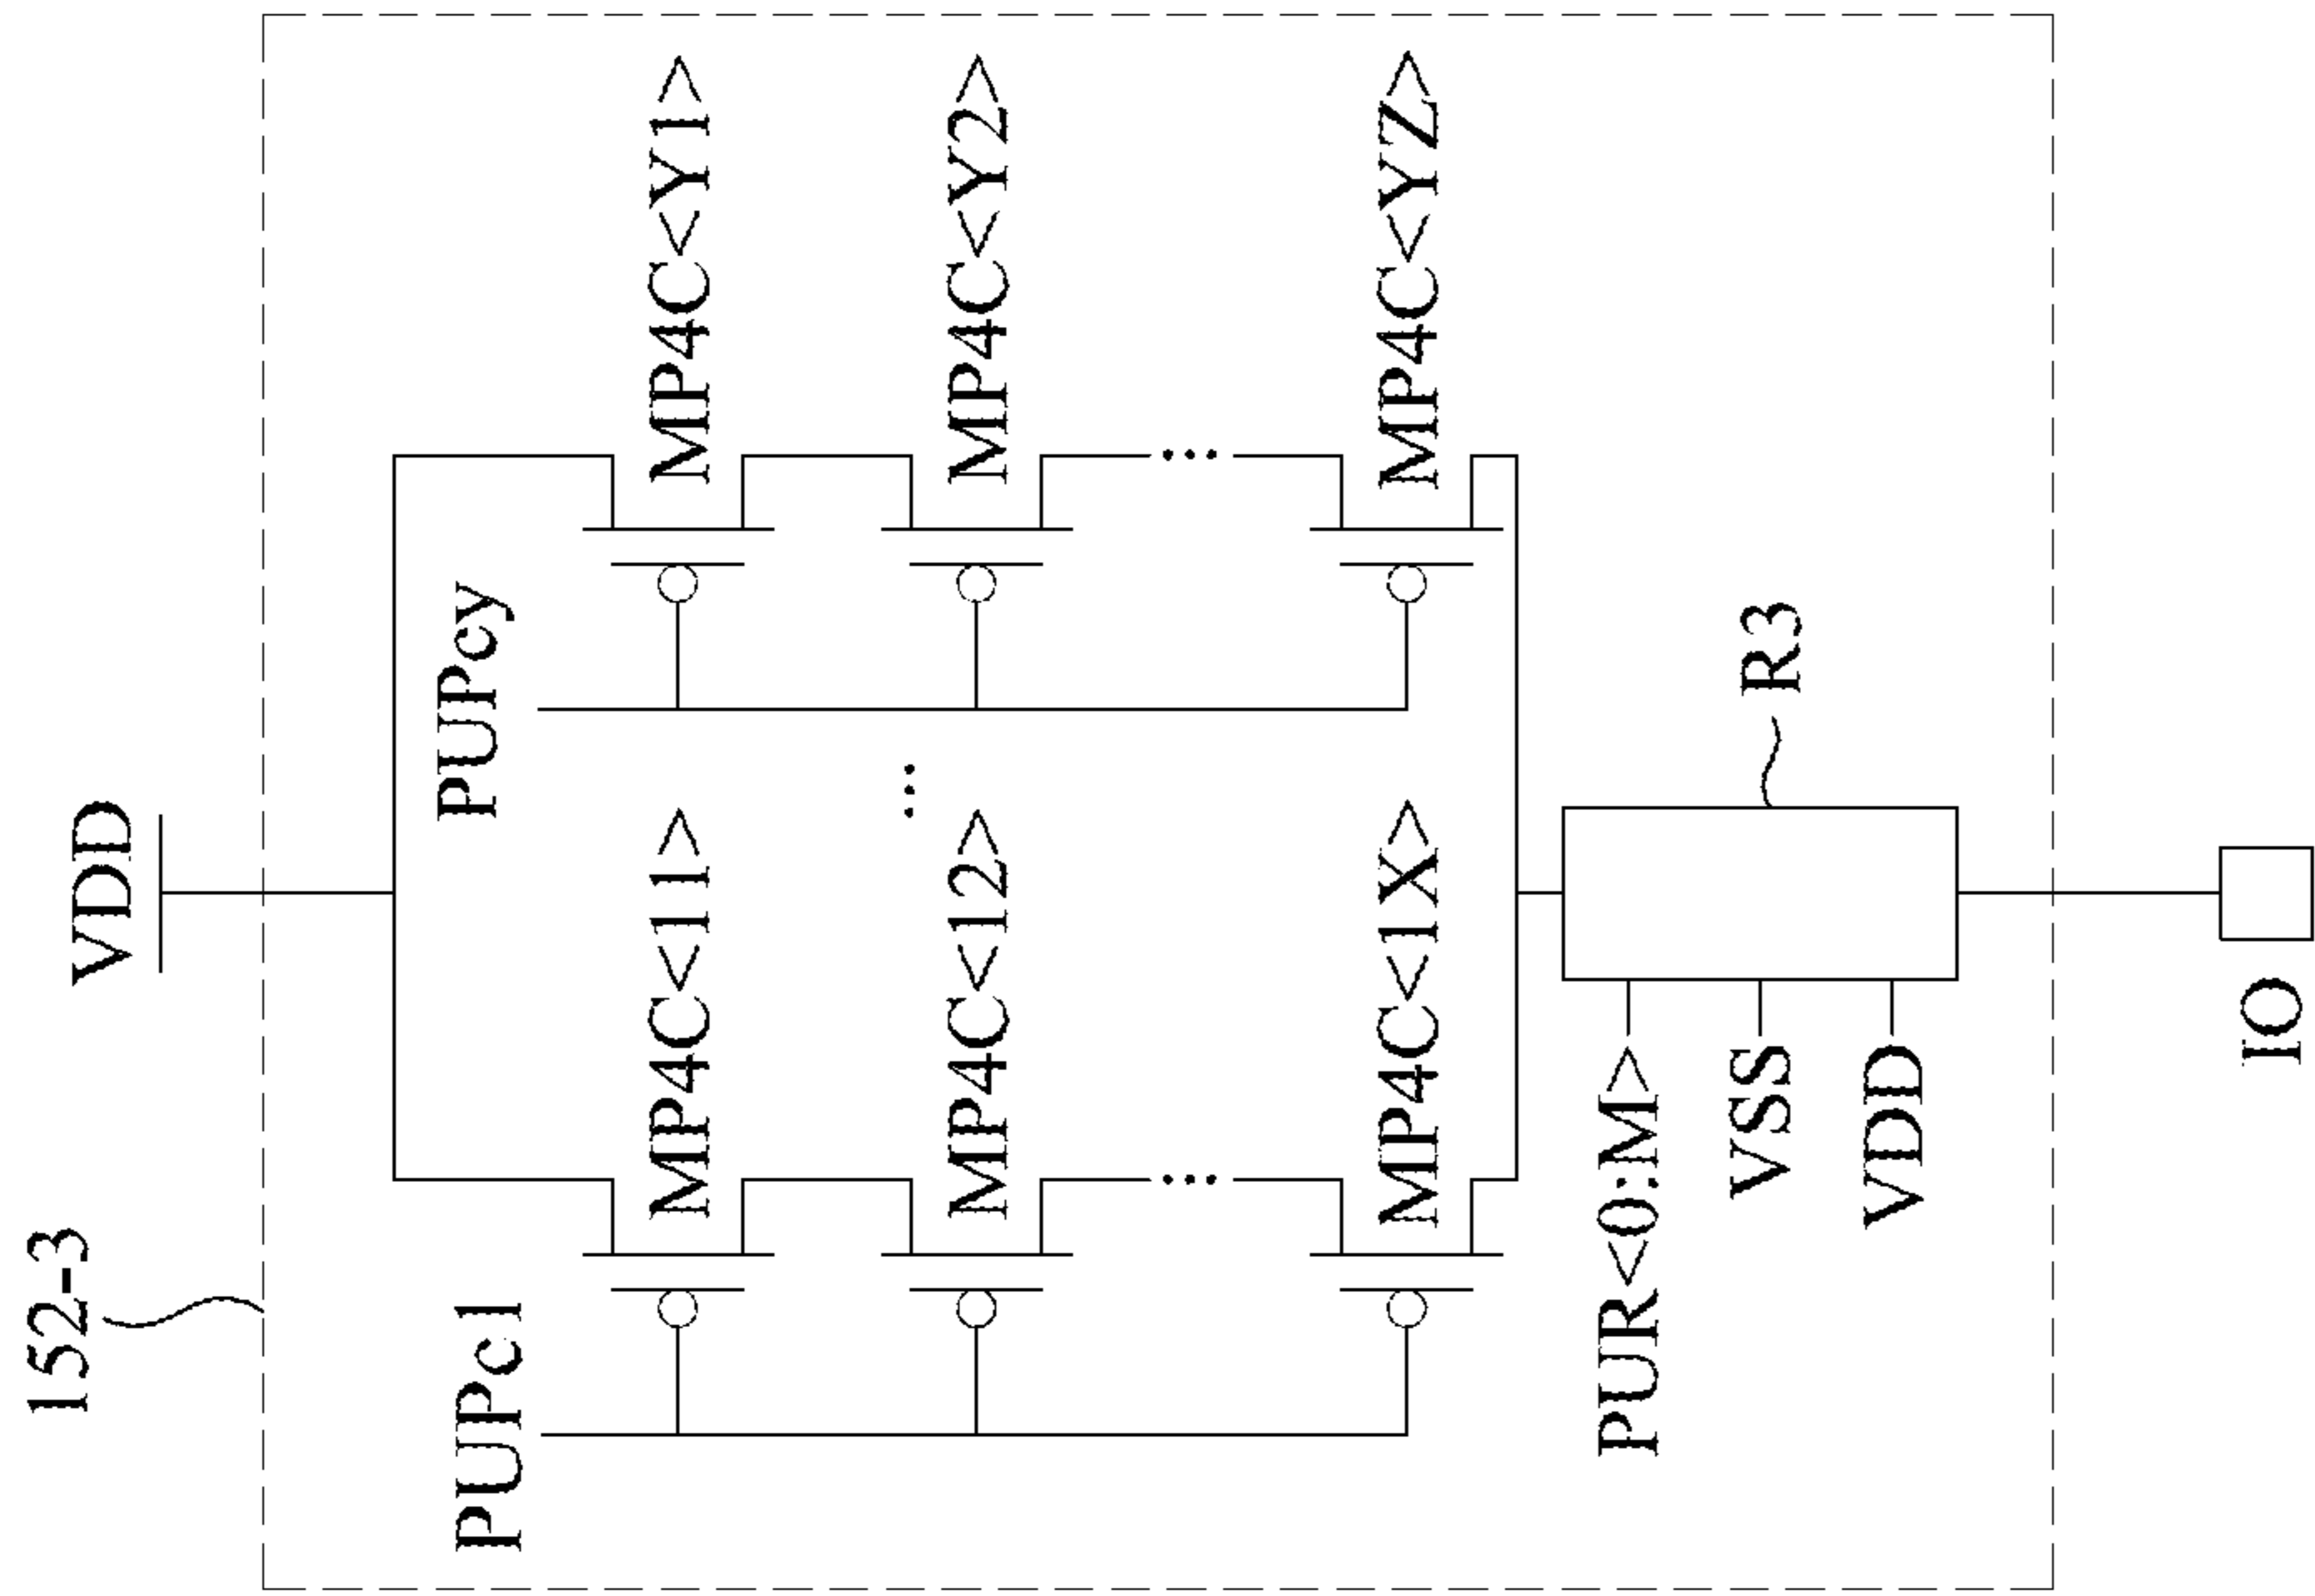 152-3
VDD
PUPc1
MP4C<11>
MP4C<12>
...
MP4C<1X>
...
PUPcy
MP4C<Y1>
MP4C<Y2>
...
MP4C<YZ>
PUR<0:M>
VSS
VDD
R3
IO